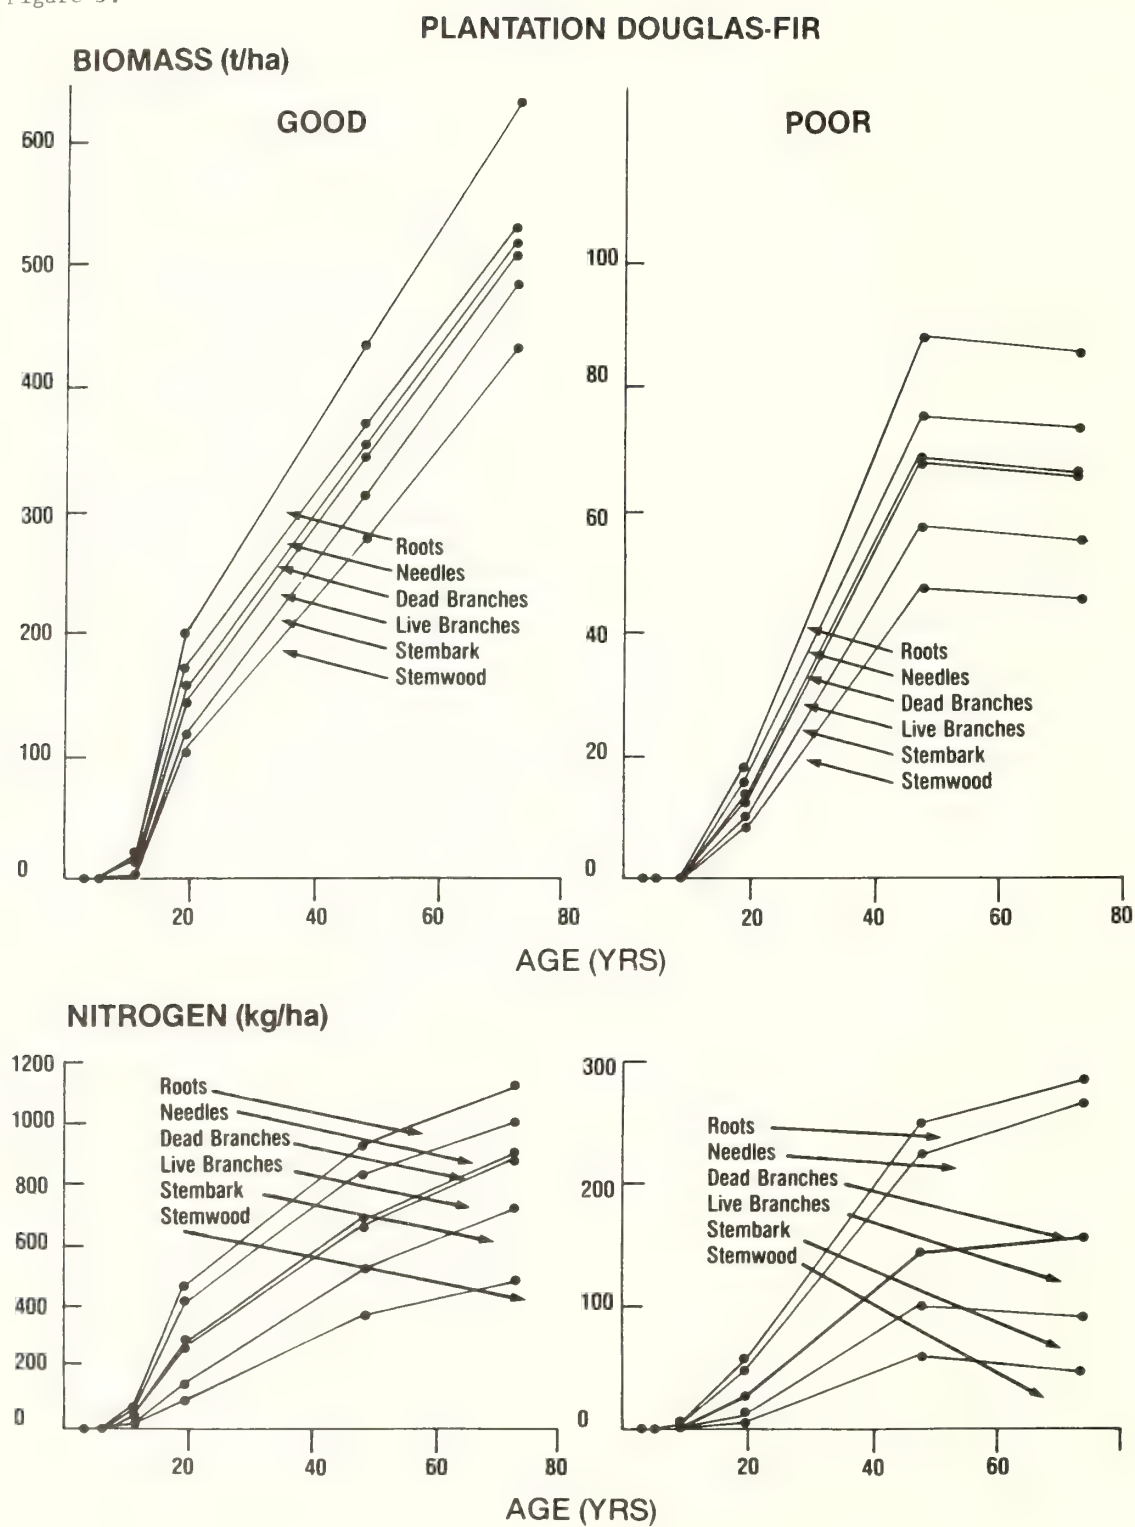 PLANTATION DOUGLAS-FIR
BIOMASS (t/ha)
GOOD
600
500
400
300
200
100
0
Roots
Needles
Dead Branches
Live Branches
Stembark
Stemwood
20 40 60 80
POOR
100
80
60
40
20
0
Roots
Needles
Dead Branches
Live Branches
Stembark
Stemwood
20 40 60 80
AGE (YRS)
NITROGEN (kg/ha)
1200
1000
800
600
400
200
0
Roots
Needles
Dead Branches
Live Branches
Stembark
Stemwood
20 40 60 80
300
200
100
0
Roots
Needles
Dead Branches
Live Branches
Stembark
Stemwood
20 40 60
AGE (YRS)